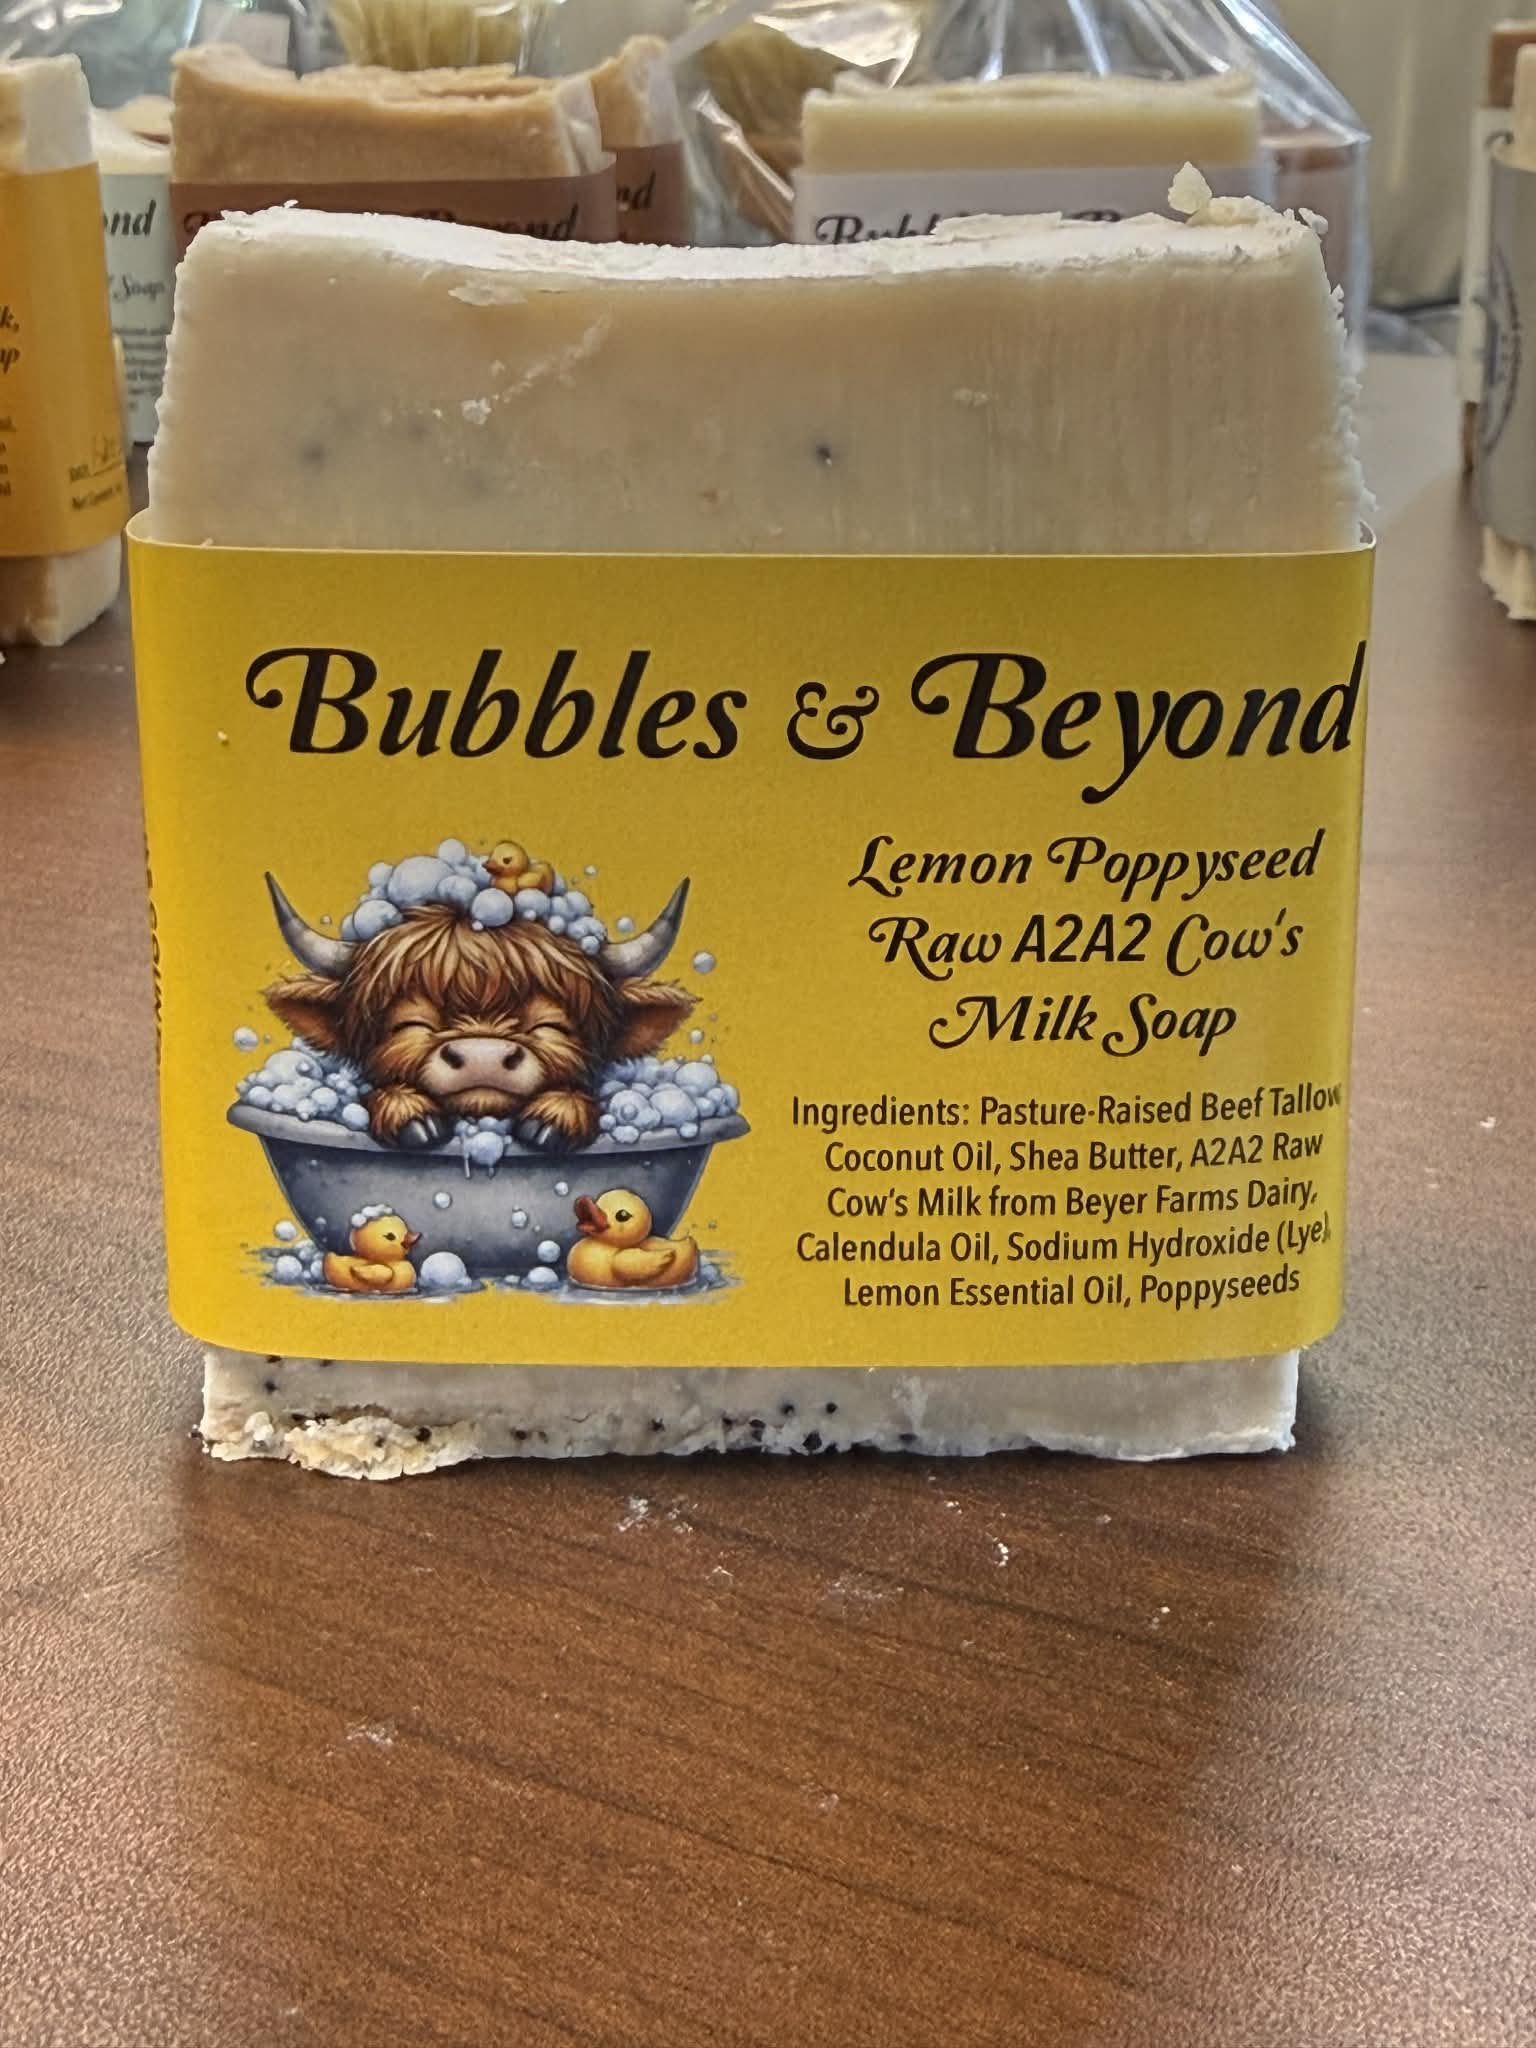 Bubbles & Beyond
Lemon Poppyseed
Raw A2A2 Cow's
Milk Soap
Ingredients: Pasture-Raised Beef Tallow
Coconut Oil, Shea Butter, A2A2 Raw
Cow's Milk from Beyer Farms Dairy,
Calendula Oil, Sodium Hydroxide (Lye),
Lemon Essential Oil, Poppyseeds
Soap